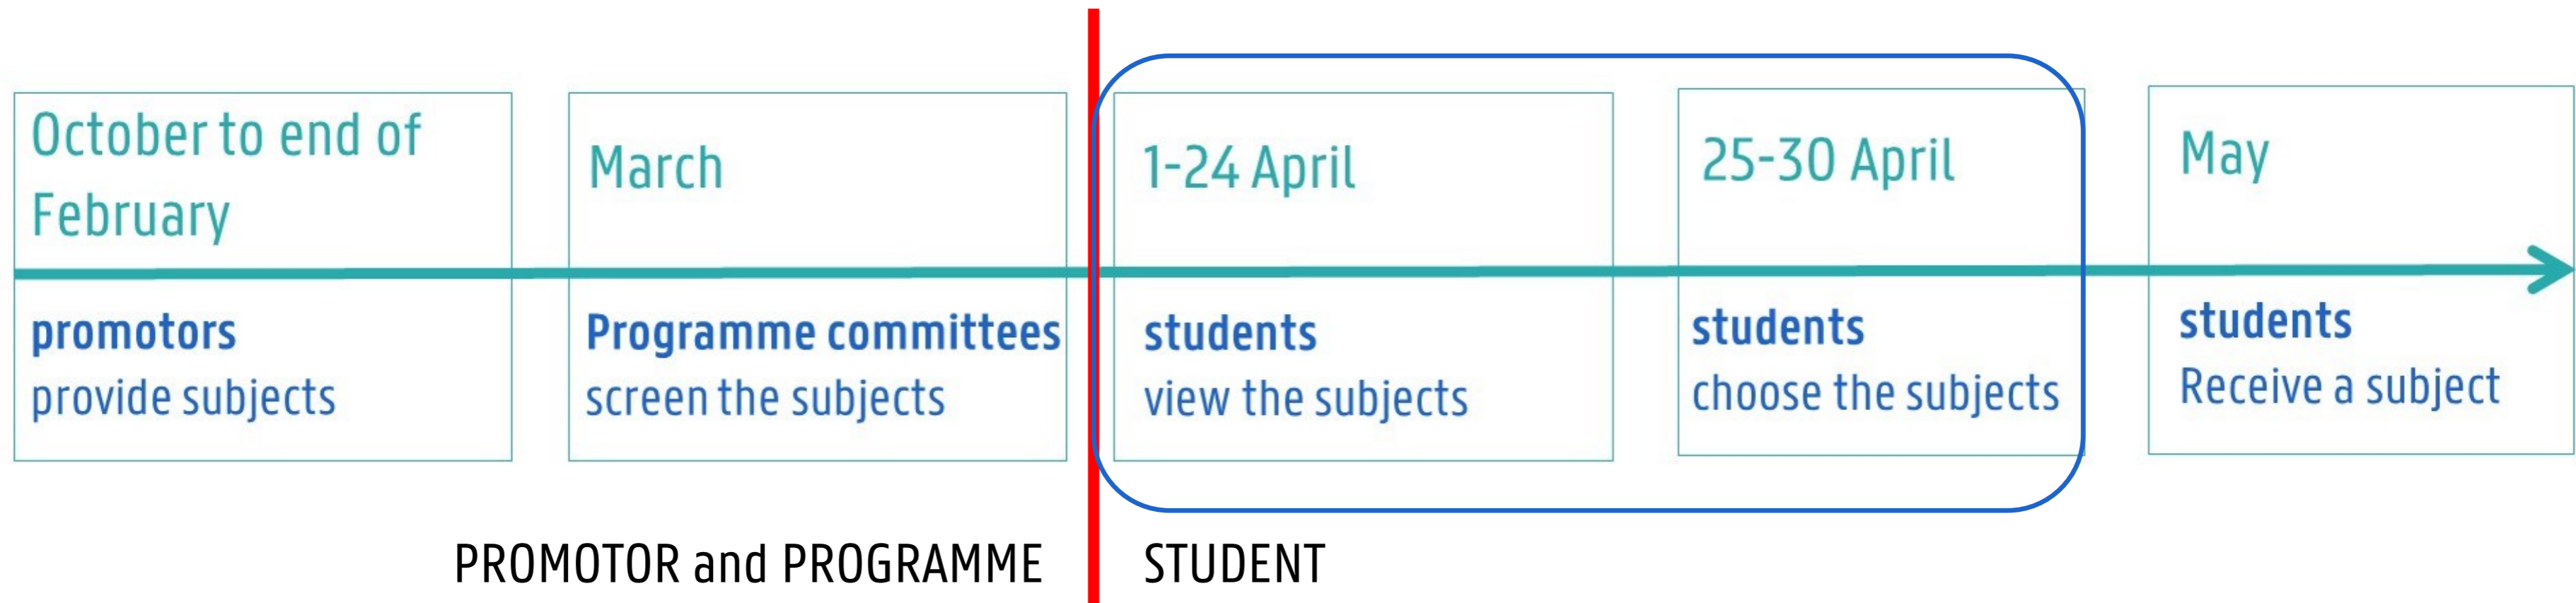 October to end of
February
promotors
provide subjects
March
Programme committees
screen the subjects
1-24 April
students
view the subjects
25-30 April
students
choose the subjects
May
students
Receive a subject
PROMOTOR and PROGRAMME
STUDENT